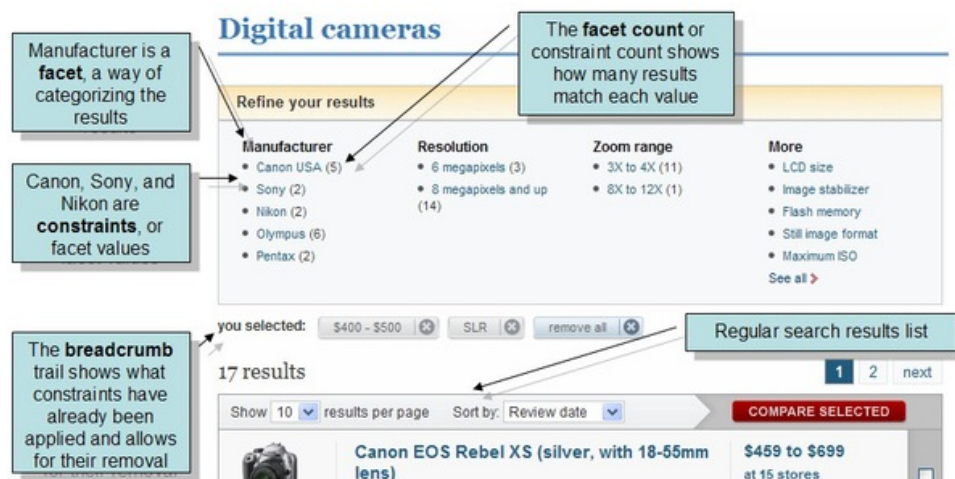 Digital cameras
Manufacturer is a
facet, a way of
categorizing the
results
The facet count or
constraint count shows
how many results
match each value
Refine your results
Manufacturer
Canon USA (5)
Sony (2)
Nikon (2)
Olympus (6)
Pentax (2)
Resolution
6 megapixels (3)
8 megapixels and up
(14)
Zoom range
3X to 4X (11)
8X to 12X (1)
More
LCD size
Image stabilizer
Flash memory
Still image format
Maximum ISO
See all
Canon, Sony, and
Nikon are
constraints, or
facet values
you selected: $400 - $500 SLR remove all
Regular search results list
The breadcrumb
trail shows what
constraints have
already been
applied and allows
for their removal
17 results
1 2 next
Show 10 results per page Sort by: Review date COMPARE SELECTED
Canon EOS Rebel XS (silver, with 18-55mm
lens)
$459 to $699
at 15 stores